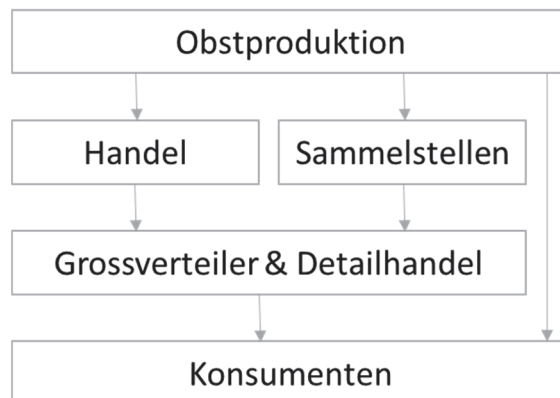 Obstproduktion
Handel
Sammelstellen
Grossverteiler & Detailhandel
Konsumenten